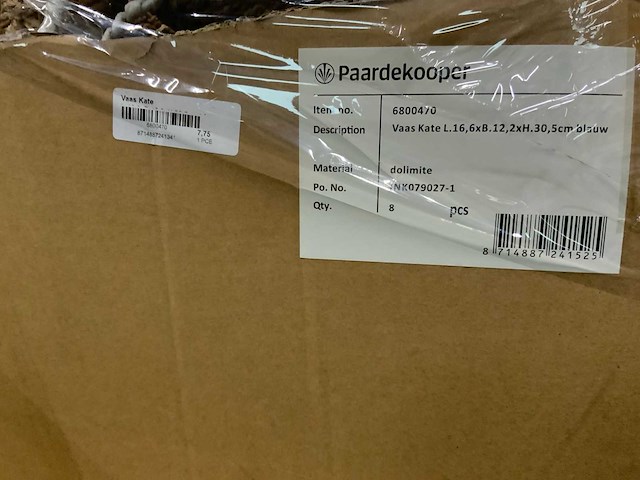 Vaas Kate
6800470
7,75
1 PCS
Paardekooper
Item no. 6800470
Description Vaas Kate L.16,6xB.12,2xH.30,5cm blauw
Material dolimite
Po. No. NK079027-1
Qty. 8 pcs
8 714887 241525